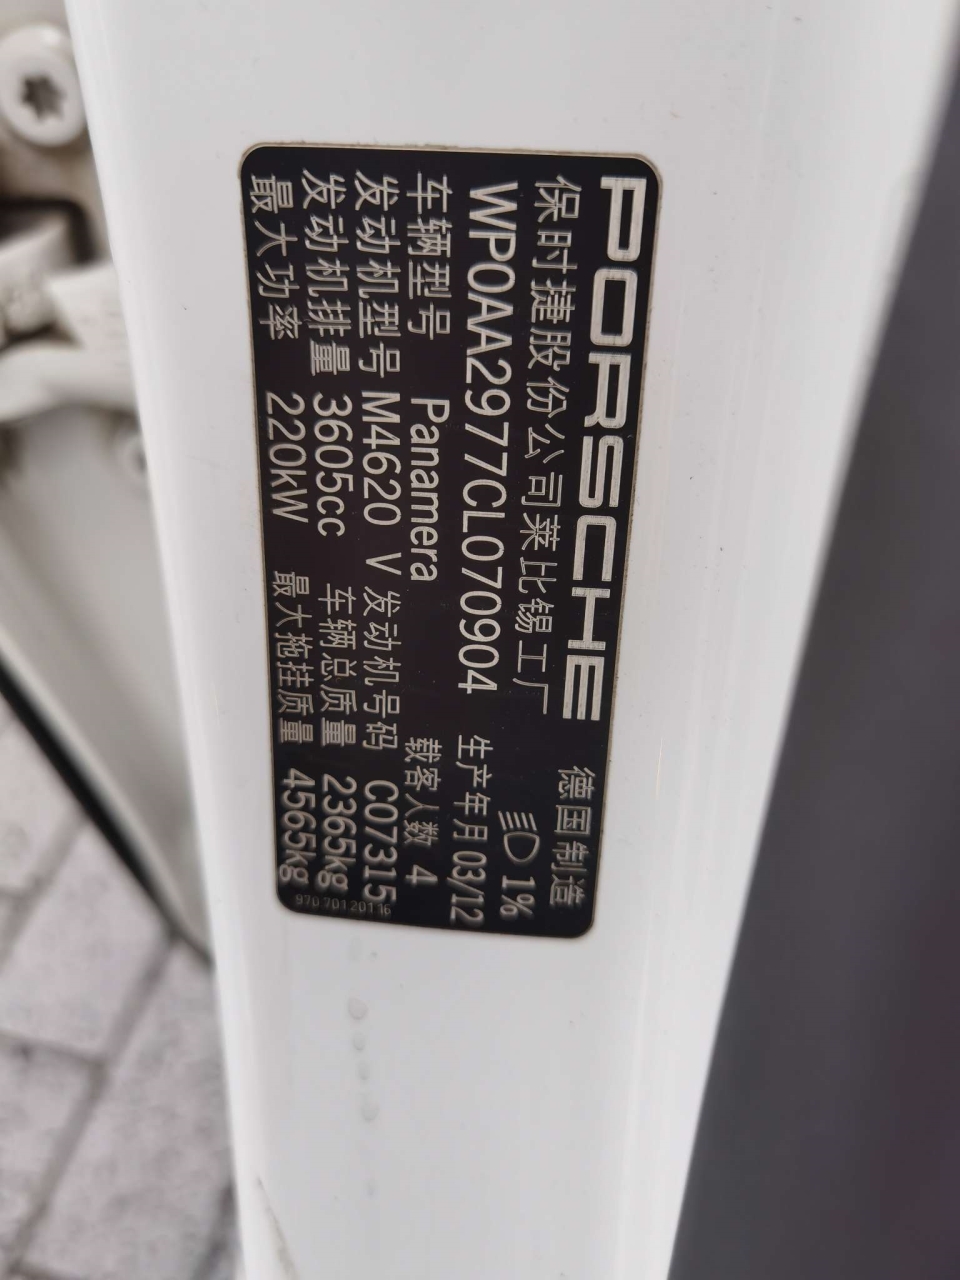 PORSCHE
保时捷股份公司莱比锡工厂 德国制造
WP0AA2977CL070904 1%
生产年月 03/12
车辆型号 Panamera 载客人数 4
发动机型号 M4620 V 发动机号码 C07315
发动机排量 3605cc 车辆总质量 2365kg
最大功率 220kW 最大拖挂质量 4565kg
970 701 201 16